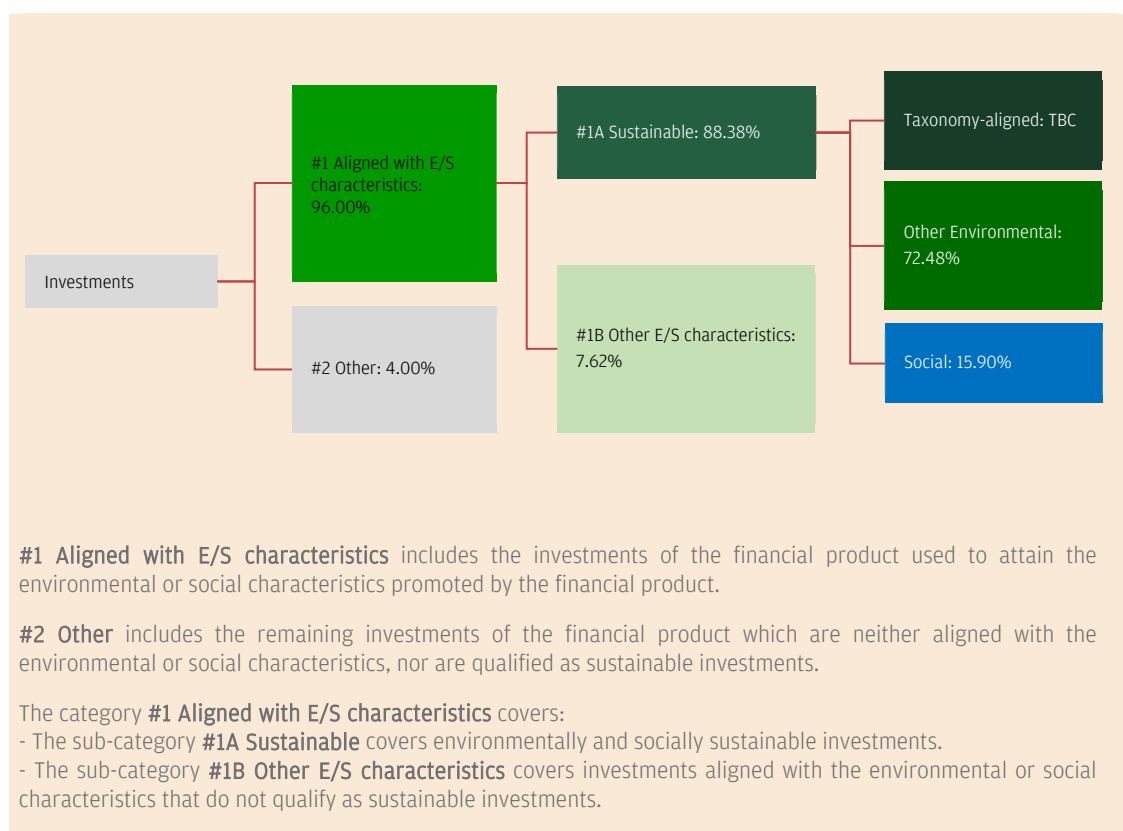 Investments
#1 Aligned with E/S
characteristics:
96.00%
#2 Other: 4.00%
#1A Sustainable: 88.38%
#1B Other E/S characteristics:
7.62%
Taxonomy-aligned: TBC
Other Environmental:
72.48%
Social: 15.90%
#1 Aligned with E/S characteristics includes the investments of the financial product used to attain the
environmental or social characteristics promoted by the financial product.
#2 Other includes the remaining investments of the financial product which are neither aligned with the
environmental or social characteristics, nor are qualified as sustainable investments.
The category #1 Aligned with E/S characteristics covers:
- The sub-category #1A Sustainable covers environmentally and socially sustainable investments.
- The sub-category #1B Other E/S characteristics covers investments aligned with the environmental or social
characteristics that do not qualify as sustainable investments.